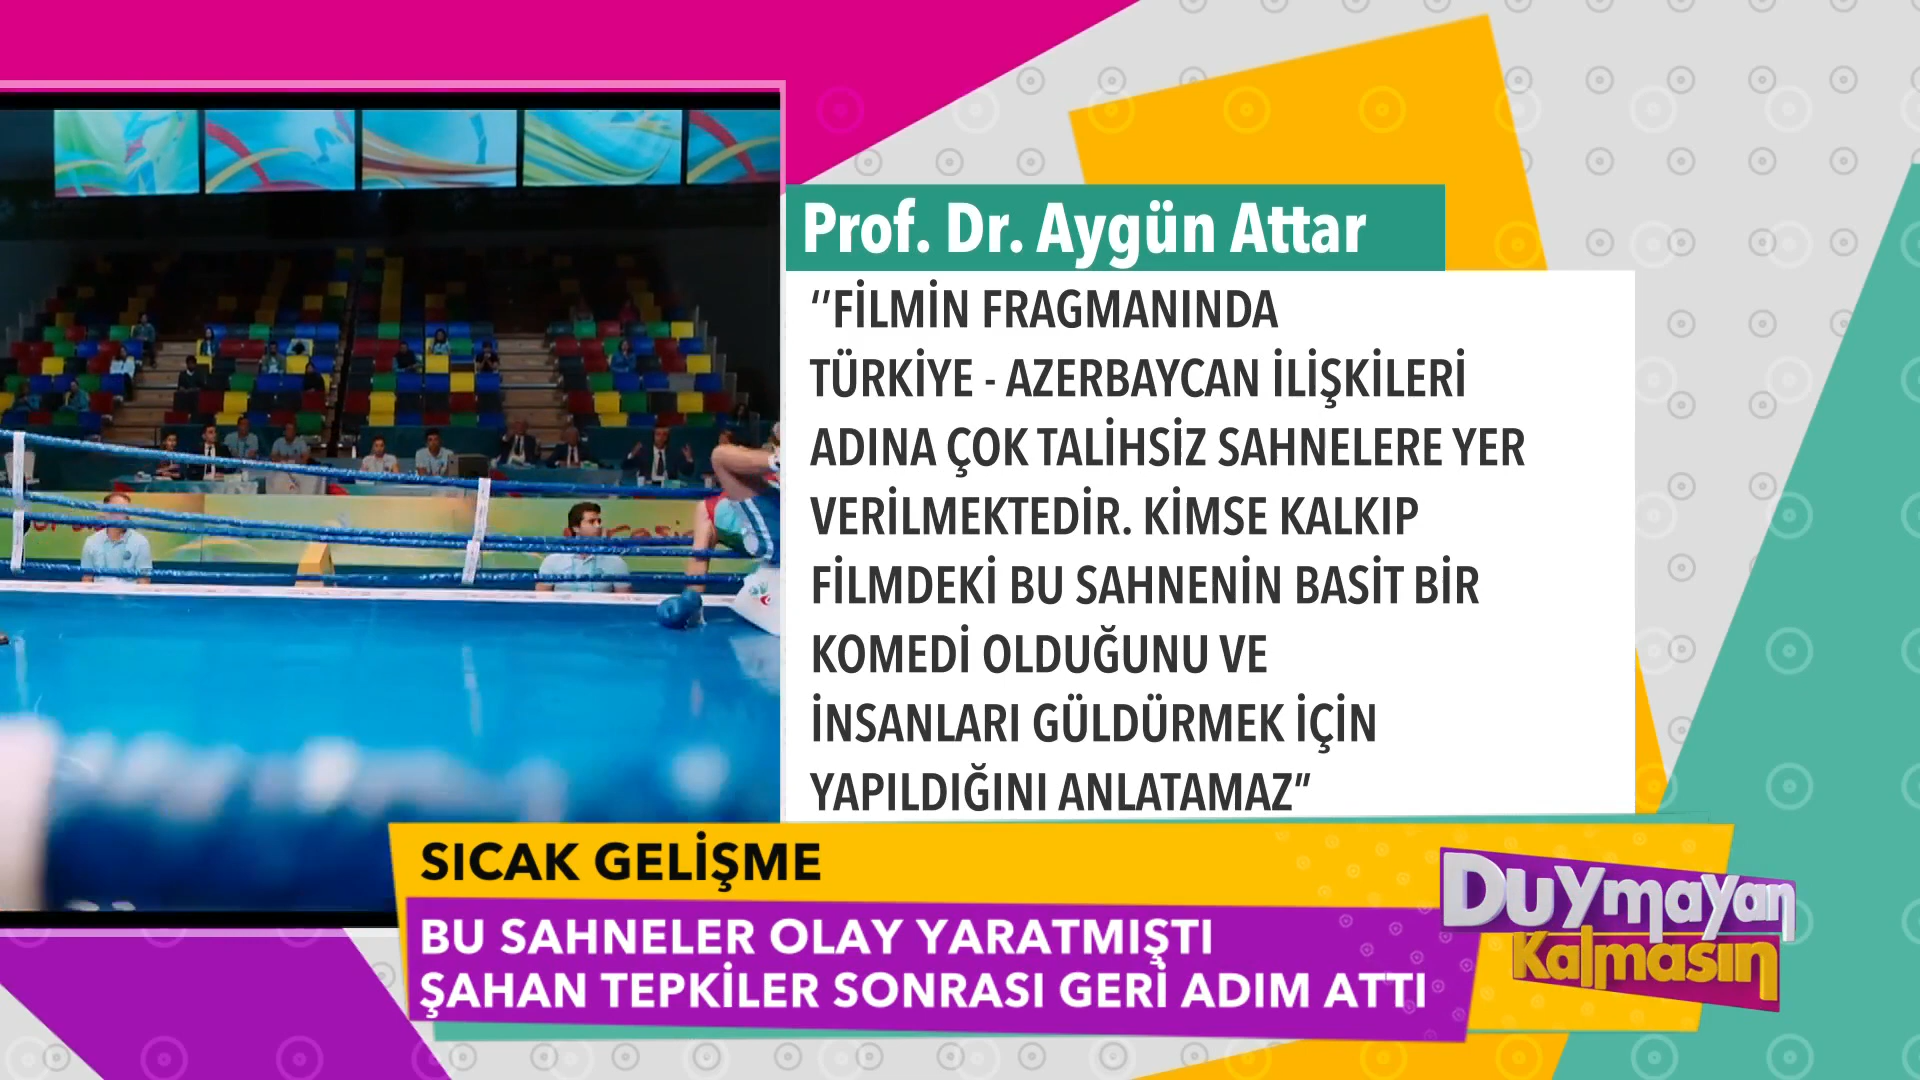 Prof. Dr. Aygün Attar
‘’FİLMİN FRAGMANINDA
TÜRKİYE - AZERBAYCAN İLİŞKİLERİ
ADINA ÇOK TALİHSİZ SAHNELERE YER
VERİLMEKTEDİR. KİMSE KALKIP
FİLMDEKİ BU SAHNENİN BASİT BİR
KOMEDİ OLDUĞUNU VE
İNSANLARI GÜLDÜRMEK İÇİN
YAPILDIĞINI ANLATAMAZ”
SICAK GELİŞME
BU SAHNELER OLAY YARATMIŞTI
ŞAHAN TEPKİLER SONRASI GERİ ADIM ATTI
Duymayan
Kalmasın